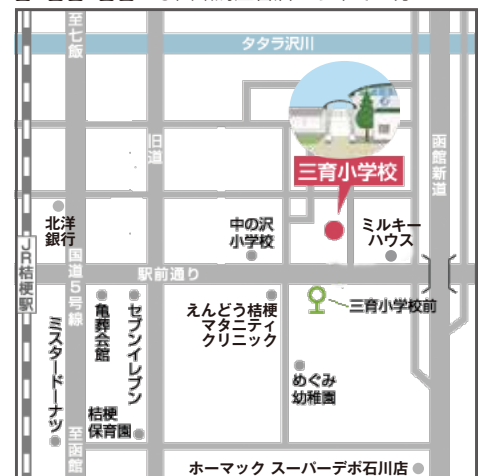 至七飯
タタラ沢川
旧道
三育小学校
函館新道
北洋
銀行
中の沢
小学校
ミルキー
ハウス
JR桔梗駅
国道5号線
駅前通り
亀葬会館
セブンイレブン
えんどう桔梗
マタニティ
クリニック
三育小学校前
ミスタードーナツ
めぐみ
幼稚園
桔梗
保育園
至函館
ホーマック スーパーデポ石川店